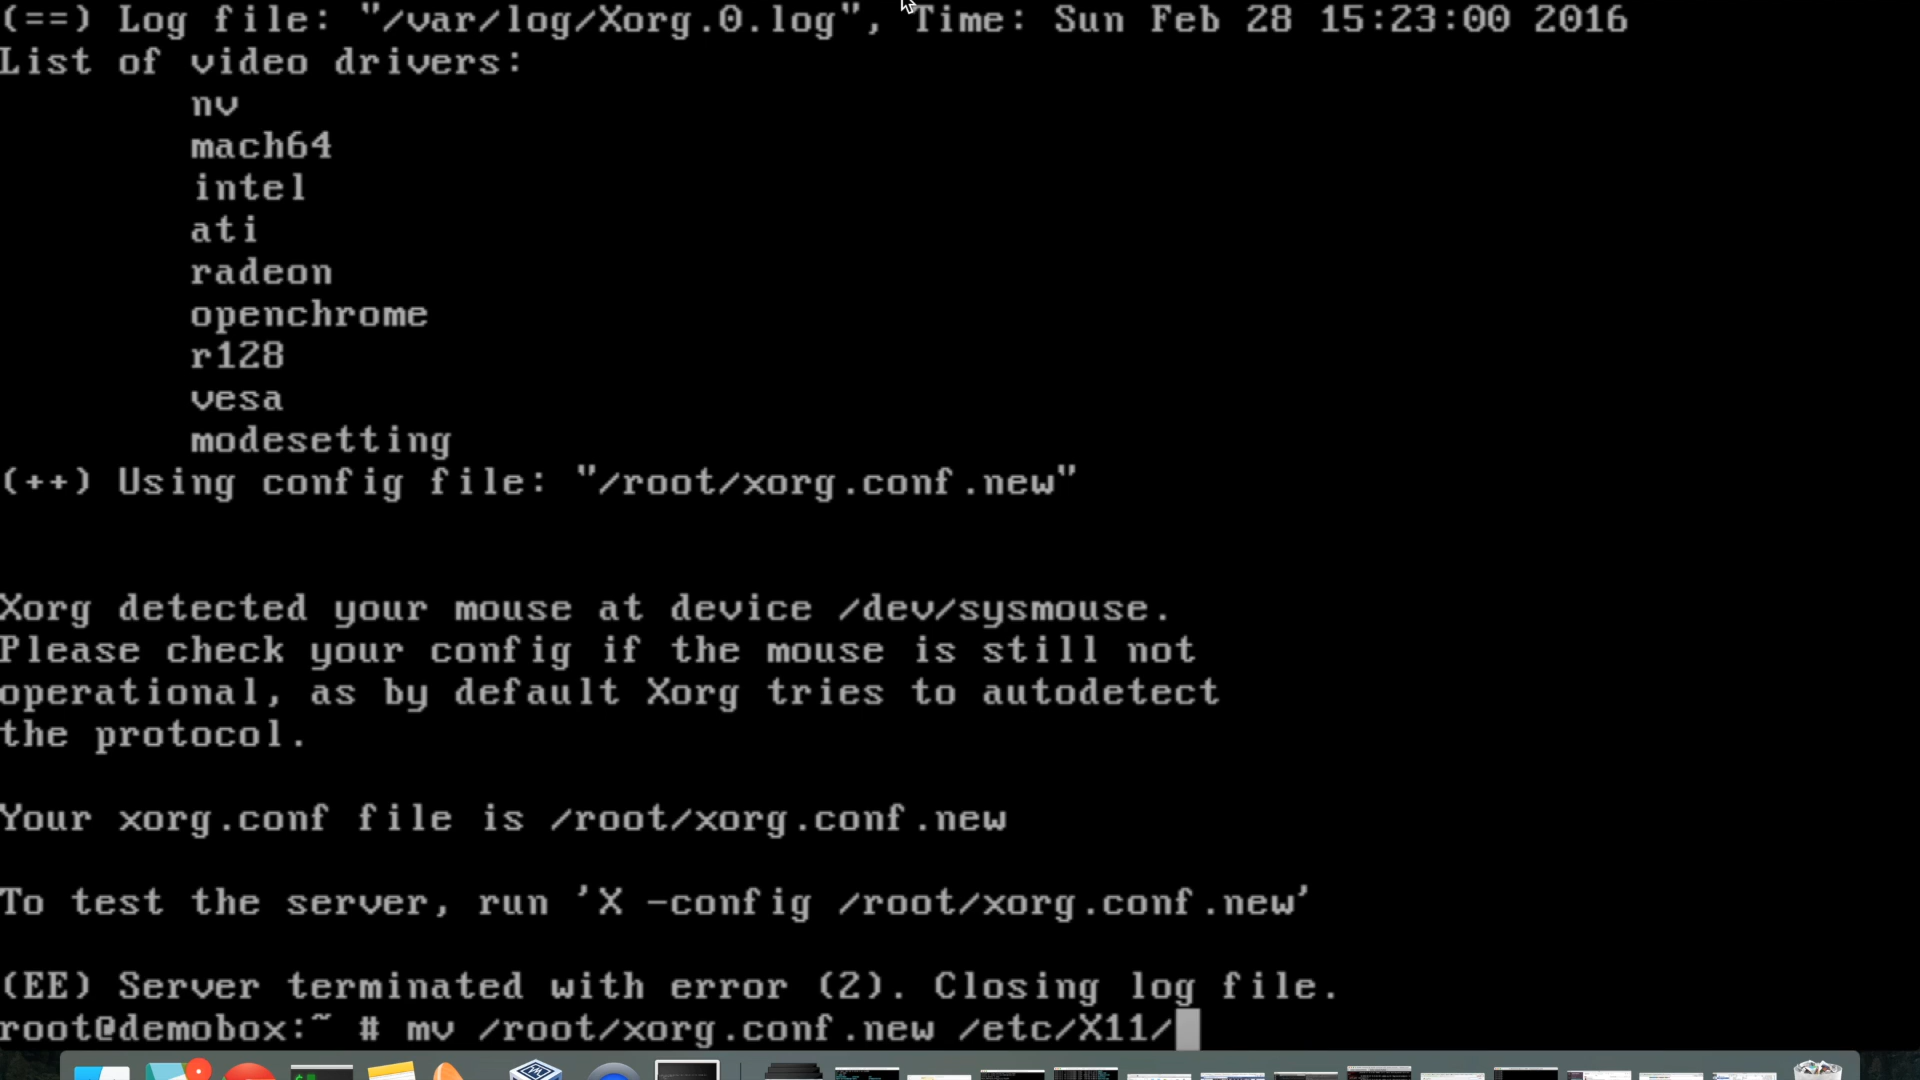 (==) Log file: "/var/log/Xorg.0.log", Time: Sun Feb 28 15:23:00 2016
List of video drivers:
nv
mach64
intel
ati
radeon
openchrome
r128
vesa
modesetting
(++) Using config file: "/root/xorg.conf.new"
Xorg detected your mouse at device /dev/sysmouse.
Please check your config if the mouse is still not
operational, as by default Xorg tries to autodetect
the protocol.
Your xorg.conf file is /root/xorg.conf.new
To test the server, run 'X -config /root/xorg.conf.new'
(EE) Server terminated with error (2). Closing log file.
root@demobox:~ # mv /root/xorg.conf.new /etc/X11/